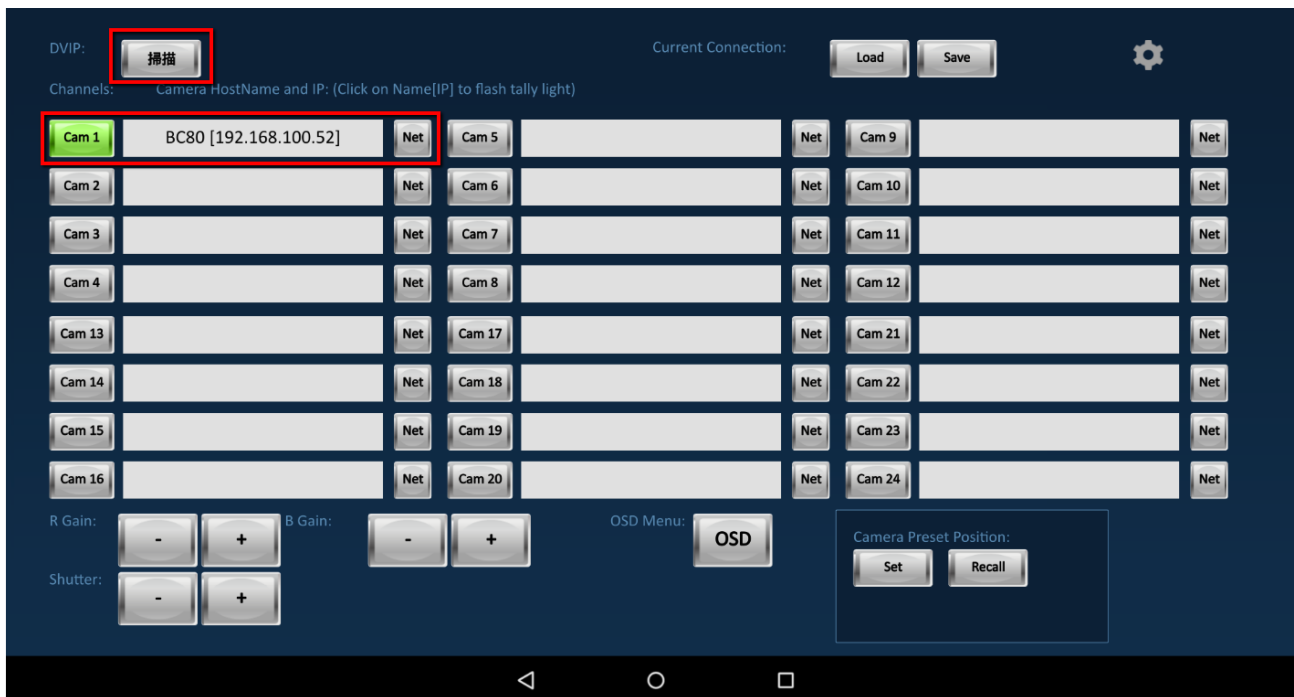 DVIP: 掃描 Current Connection: Load Save
Channels: Camera HostName and IP: (Click on Name[IP] to flash tally light)
Cam 1 BC80 [192.168.100.52] Net Cam 5 Net Cam 9 Net
Cam 2 Net Cam 6 Net Cam 10 Net
Cam 3 Net Cam 7 Net Cam 11 Net
Cam 4 Net Cam 8 Net Cam 12 Net
Cam 13 Net Cam 17 Net Cam 21 Net
Cam 14 Net Cam 18 Net Cam 22 Net
Cam 15 Net Cam 19 Net Cam 23 Net
Cam 16 Net Cam 20 Net Cam 24 Net
R Gain: - + B Gain: - + OSD Menu: OSD Camera Preset Position:
Set Recall
Shutter: - +